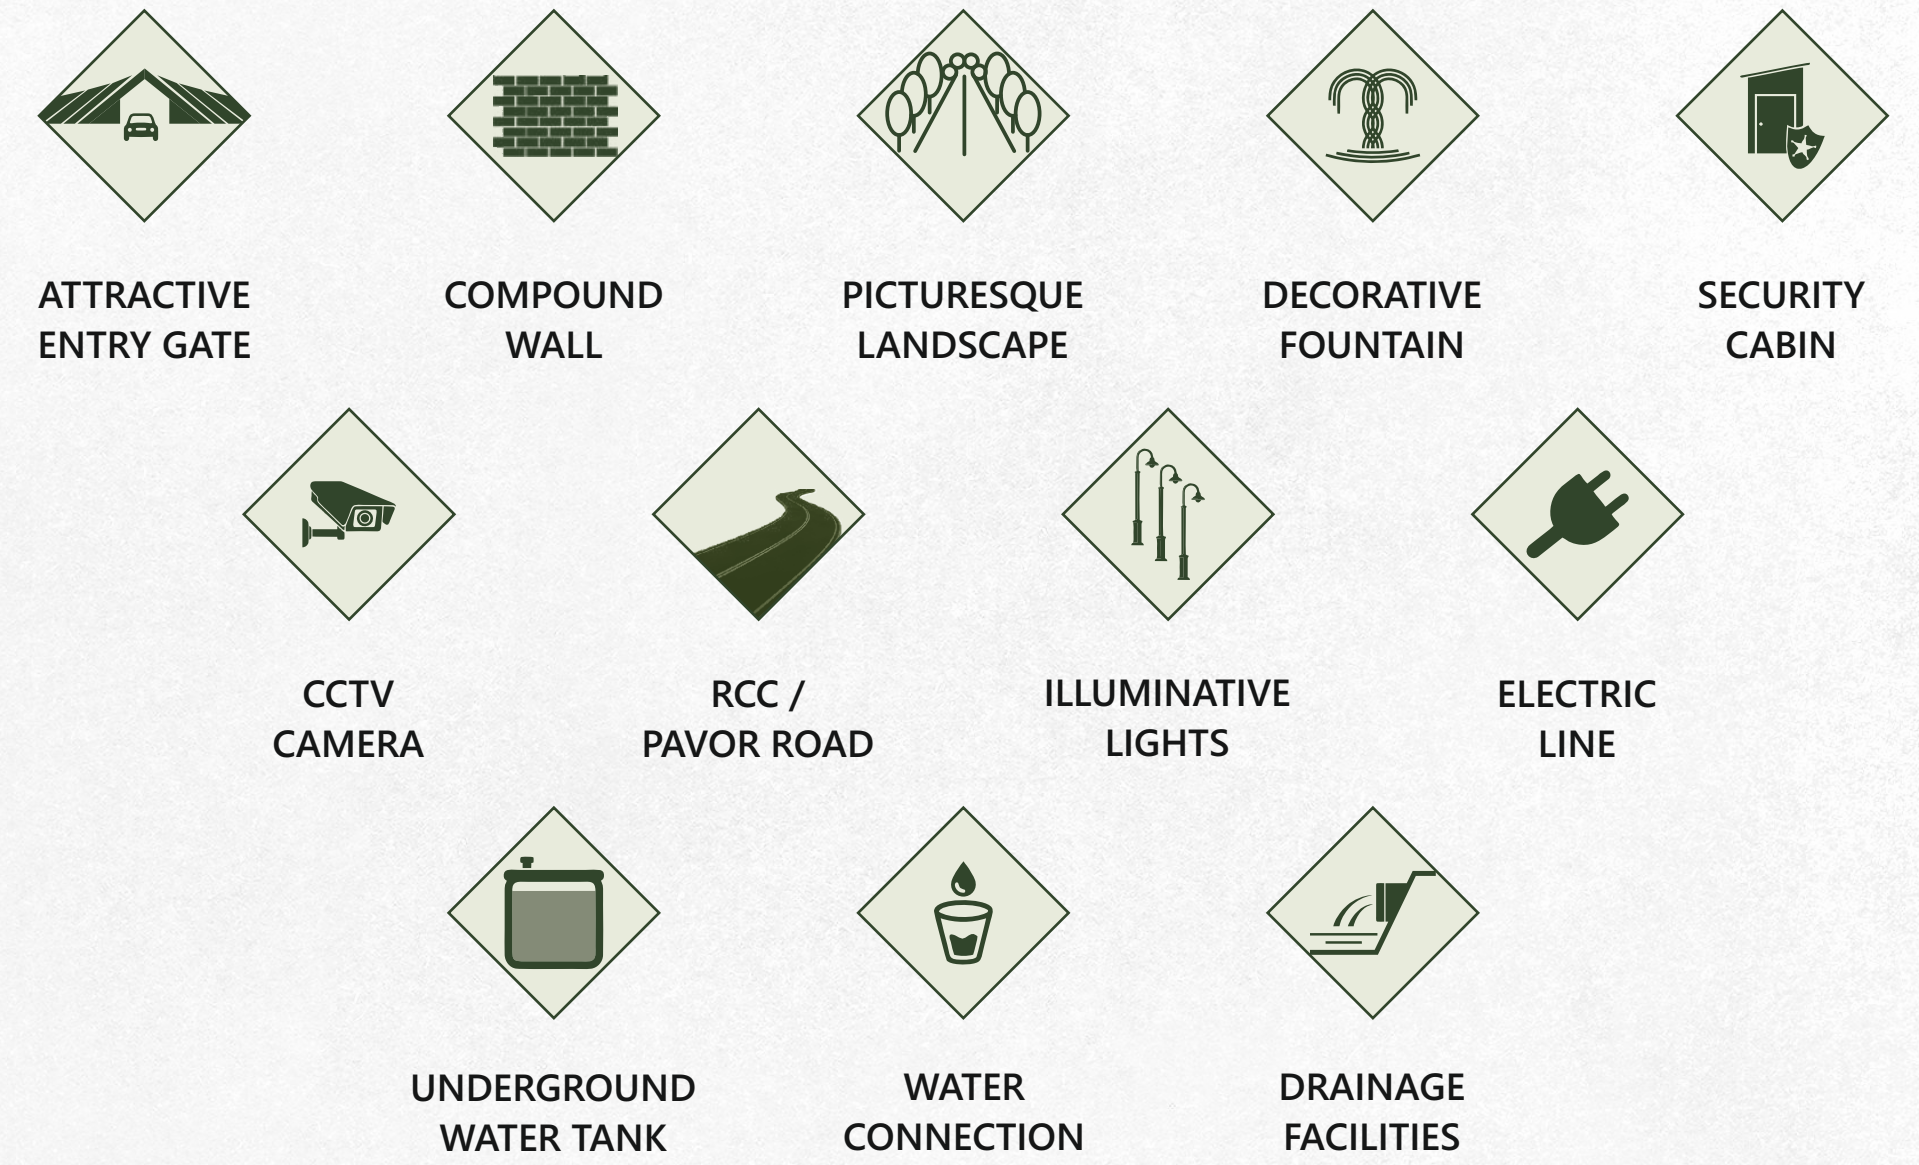 ATTRACTIVE
ENTRY GATE
COMPOUND
WALL
PICTURESQUE
LANDSCAPE
DECORATIVE
FOUNTAIN
SECURITY
CABIN
CCTV
CAMERA
RCC /
PAVOR ROAD
ILLUMINATIVE
LIGHTS
ELECTRIC
LINE
UNDERGROUND
WATER TANK
WATER
CONNECTION
DRAINAGE
FACILITIES